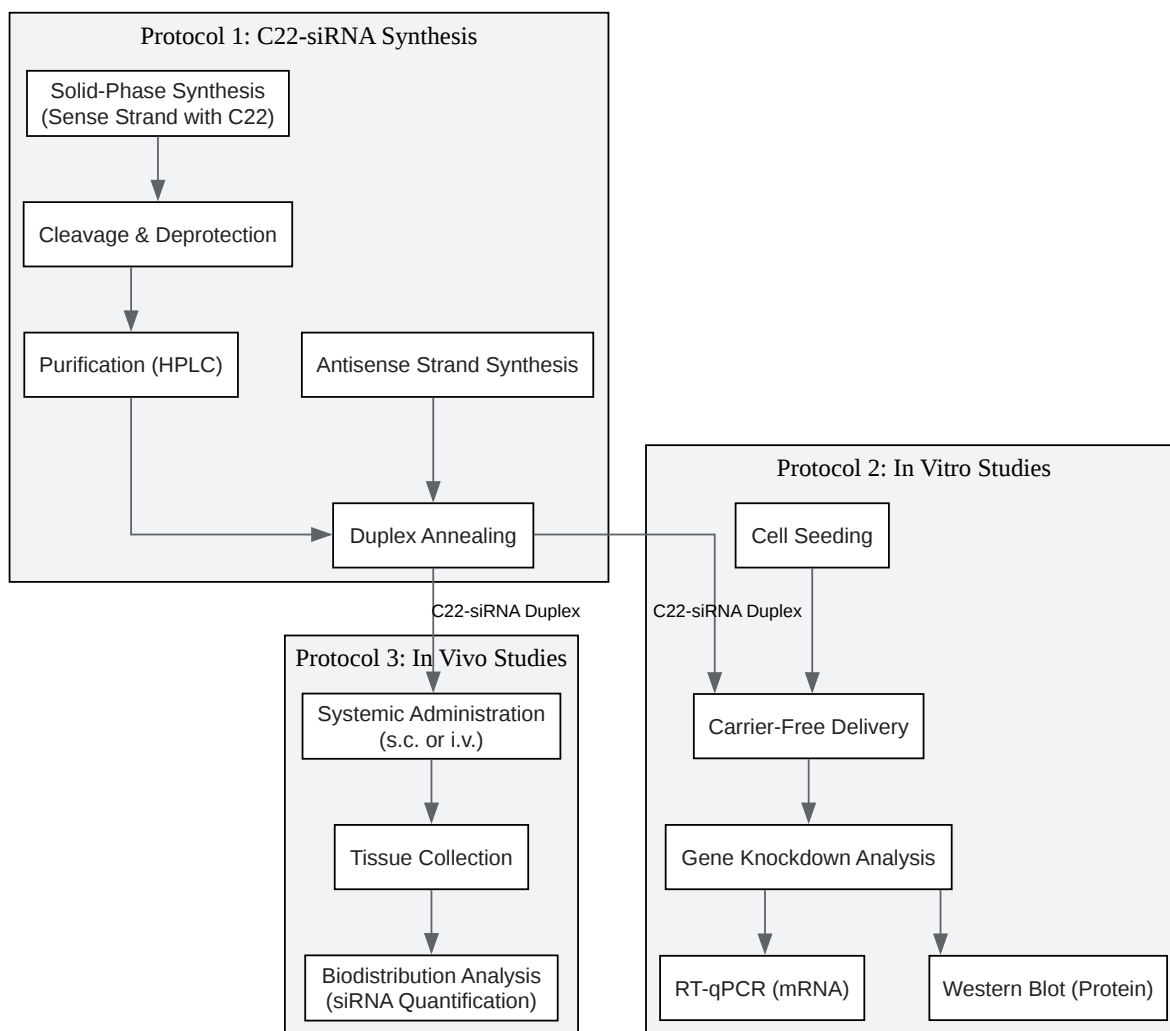 Protocol 1: C22-siRNA Synthesis
Solid-Phase Synthesis
(Sense Strand with C22)
Cleavage & Deprotection
Purification (HPLC)
Antisense Strand Synthesis
Duplex Annealing
C22-siRNA Duplex
C22-siRNA Duplex
Protocol 2: In Vitro Studies
Cell Seeding
Carrier-Free Delivery
Gene Knockdown Analysis
RT-qPCR (mRNA)
Western Blot (Protein)
Protocol 3: In Vivo Studies
Systemic Administration
(s.c. or i.v.)
Tissue Collection
Biodistribution Analysis
(siRNA Quantification)